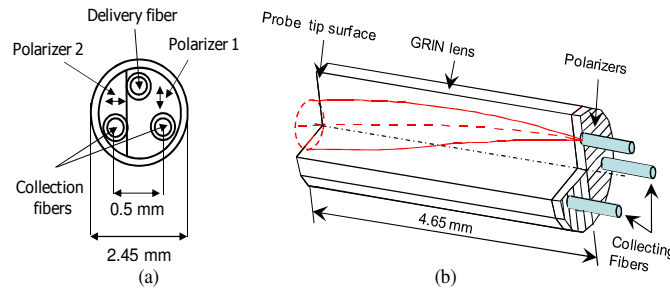 Delivery fiber
Polarizer 2
Polarizer 1
Collection
fibers
0.5 mm
2.45 mm
(a)
Probe tip surface
GRIN lens
Polarizers
4.65 mm
Collecting
Fibers
(b)